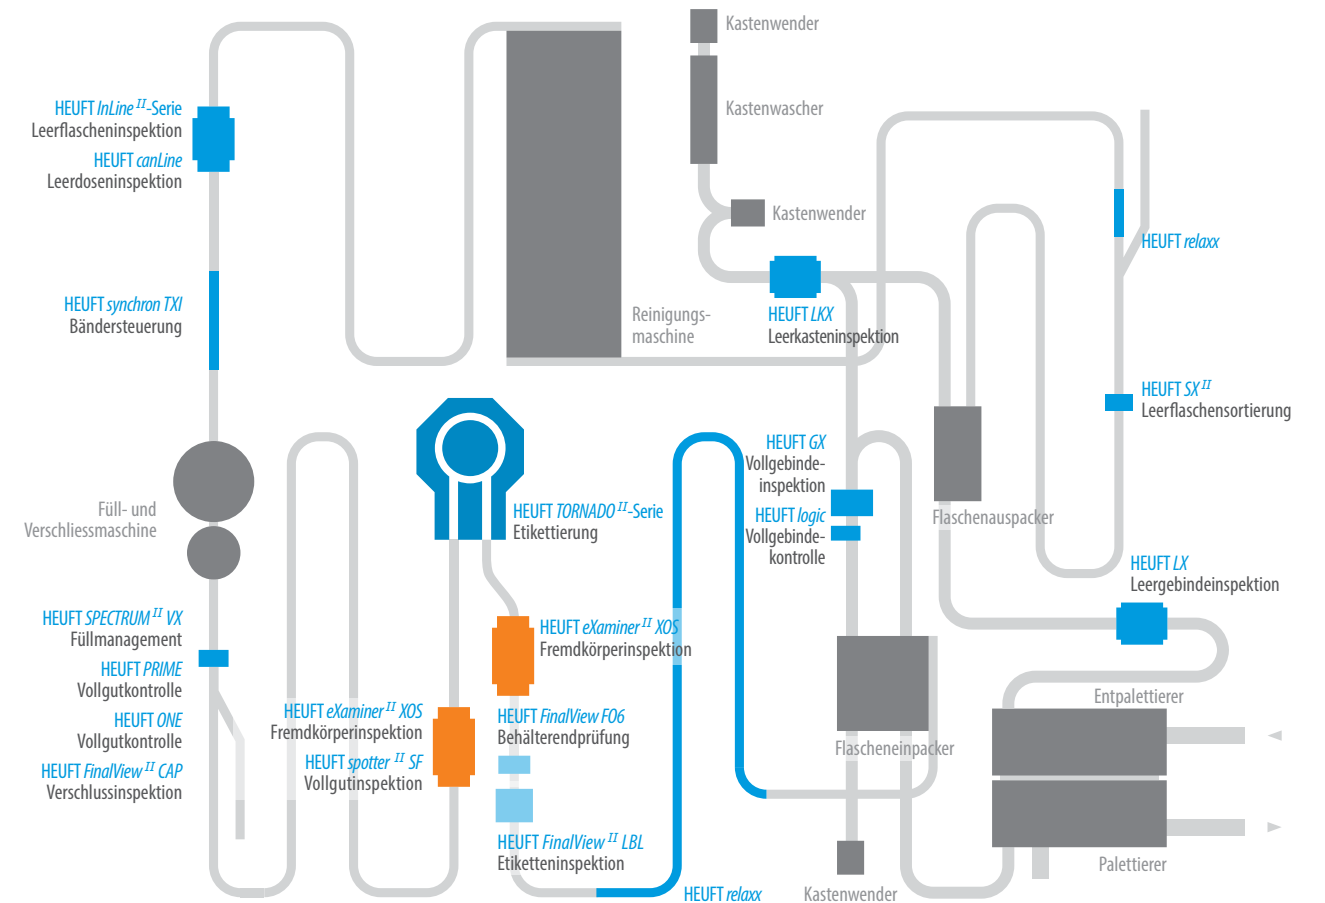 Kastenwender
HEUFT InLine II-Serie
Leerflascheninspektion
HEUFT canLine
Leerdoseninspektion
Kastenwascher
Kastenwender
HEUFT relaxx
HEUFT synchron TXI
Bändersteuerung
Reinigungs-
maschine
HEUFT LKX
Leerkasteninspektion
HEUFT SX II
Leerflaschensortierung
HEUFT GX
Vollgebinde-
inspektion
HEUFT logic
Vollgebinde-
kontrolle
Füll- und
Verschliessmaschine
HEUFT TORNADO II-Serie
Etikettierung
Flaschenauspacker
HEUFT LX
Leergebindeinspektion
HEUFT SPECTRUM II VX
Füllmanagement
HEUFT PRIME
Vollgutkontrolle
HEUFT ONE
Vollgutkontrolle
HEUFT FinalView II CAP
Verschlussinspektion
HEUFT eXaminer II XOS
Fremdkörperinspektion
HEUFT eXaminer II XOS
Fremdkörperinspektion
HEUFT spotter II SF
Vollgutinspektion
HEUFT FinalView FO6
Behälterendprüfung
Entpalettierer
Flascheneinpacker
HEUFT FinalView II LBL
Etiketteninspektion
Palettierer
HEUFT relaxx
Kastenwender